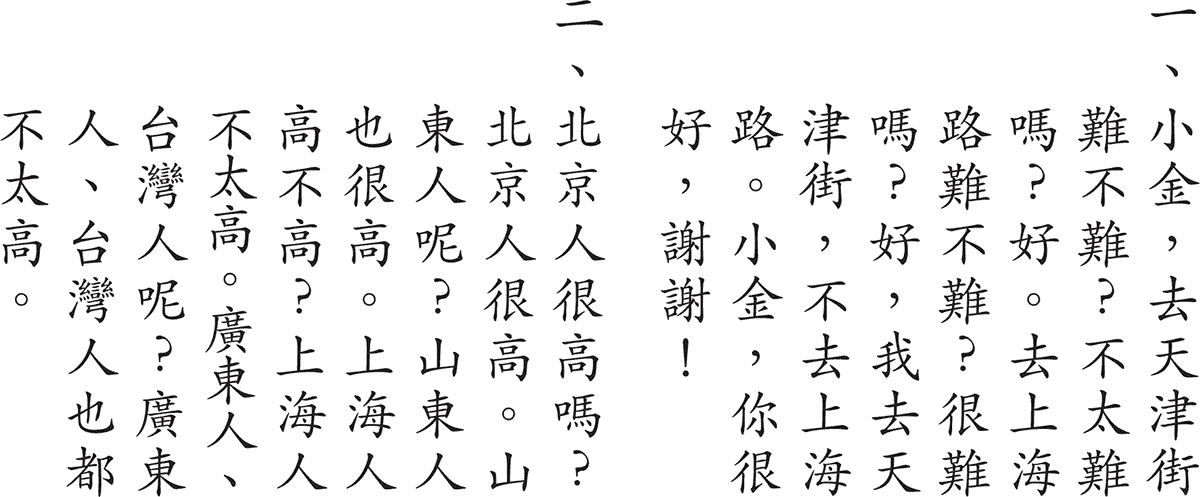 一、小金，去天津街
難不難？不太難
嗎？好。去上海
路難不難？很難
嗎？好，我去天
津街，不去上海
路。小金，你很
好，謝謝！
二、北京人很高嗎？
北京人很高。山
東人呢？山東人
也很高。上海人
高不高？上海人
不太高。廣東人、
台灣人呢？廣東
人、台灣人也都
不太高。